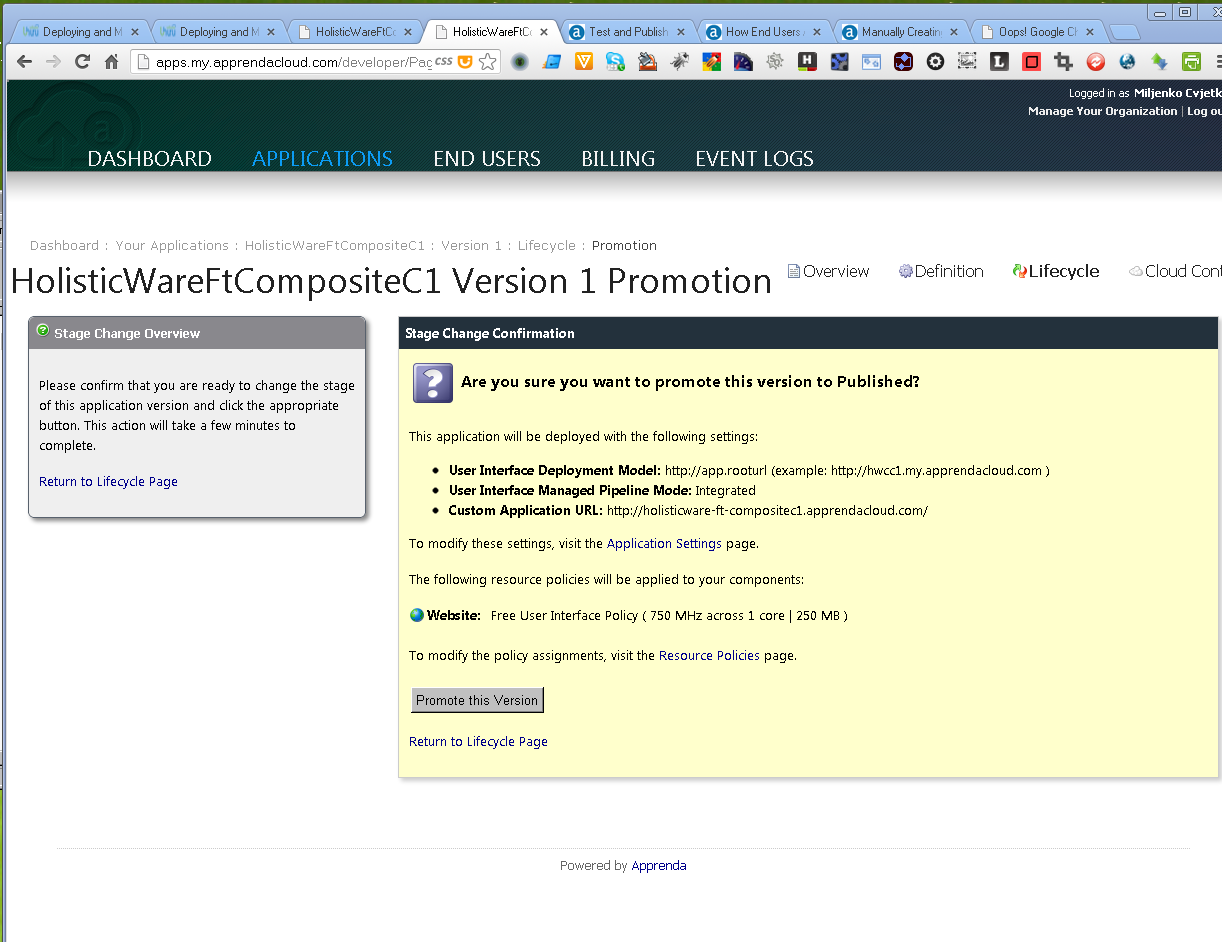 Deploying and M
Deploying and M
HolisticWareFtCo
HolisticWareFtCo
Test and Publish
How End Users A
Manually Creating
Oops! Google Ch
apps.my.apprendacloud.com/developer/Pag
CSS
Logged in as Miljenko Cvjetk
Manage Your Organization | Log ou
DASHBOARD APPLICATIONS END USERS BILLING EVENT LOGS
Dashboard : Your Applications : HolisticWareFtCompositeC1 : Version 1 : Lifecycle : Promotion
HolisticWareFtCompositeC1 Version 1 Promotion
Overview Definition Lifecycle Cloud Cont
Stage Change Overview
Please confirm that you are ready to change the stage
of this application version and click the appropriate
button. This action will take a few minutes to
complete.
Return to Lifecycle Page
Stage Change Confirmation
Are you sure you want to promote this version to Published?
This application will be deployed with the following settings:
User Interface Deployment Model: http://app.rooturl (example: http://hwcc1.my.apprendacloud.com )
User Interface Managed Pipeline Mode: Integrated
Custom Application URL: http://holisticware-ft-compositec1.apprendacloud.com/
To modify these settings, visit the Application Settings page.
The following resource policies will be applied to your components:
Website: Free User Interface Policy ( 750 MHz across 1 core | 250 MB )
To modify the policy assignments, visit the Resource Policies page.
Promote this Version
Return to Lifecycle Page
Powered by Apprenda